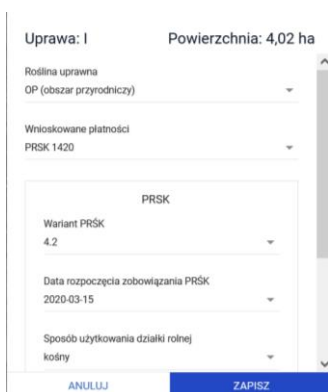 Uprawa: I Powierzchnia: 4,02 ha
Roślina uprawna
OP (obszar przyrodniczy)
Wnioskowane płatności
PRSK 1420
PRSK
Wariant PRŚK
4.2
Data rozpoczęcia zobowiązania PRŚK
2020-03-15
Sposób użytkowania działki rolnej
kośny
ANULUJ ZAPISZ